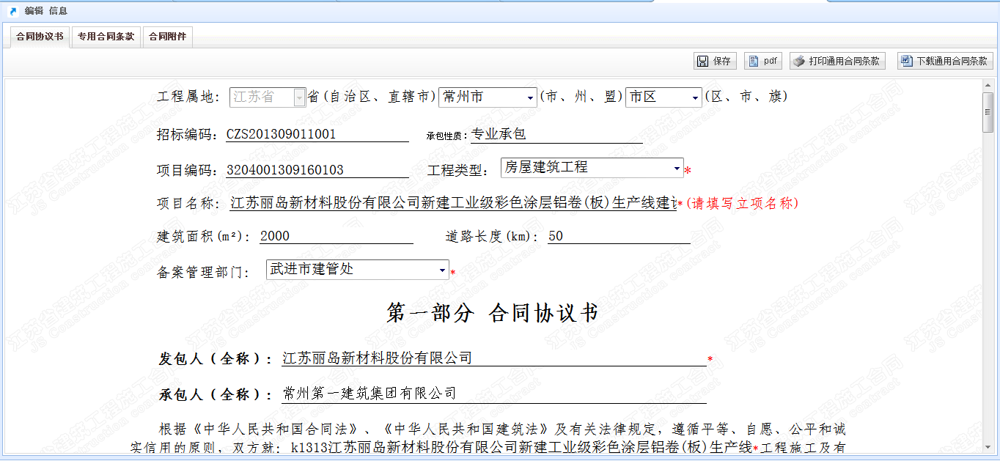 编辑 信息
合同协议书 专用合同条款 合同附件
保存 pdf 打印通用合同条款 下载通用合同条款
工程属地: 江苏省 省(自治区、直辖市) 常州市 (市、州、盟) 市区 (区、市、旗)
招标编码: CZS201309011001 承包性质: 专业承包
项目编码: 3204001309160103 工程类型: 房屋建筑工程 *
项目名称: 江苏丽岛新材料股份有限公司新建工业级彩色涂层铝卷(板)生产线建 *(请填写立项名称)
建筑面积(m²): 2000 道路长度(km): 50
备案管理部门: 武进市建管处 *
第一部分 合同协议书
发包人（全称）: 江苏丽岛新材料股份有限公司 *
承包人（全称）: 常州第一建筑集团有限公司
根据《中华人民共和国合同法》、《中华人民共和国建筑法》及有关法律规定，遵循平等、自愿、公平和诚
实信用的原则，双方就: k1313江苏丽岛新材料股份有限公司新建工业级彩色涂层铝卷(板)生产线*工程施工及有
江苏省建筑工程施工合同
JS Construction contract